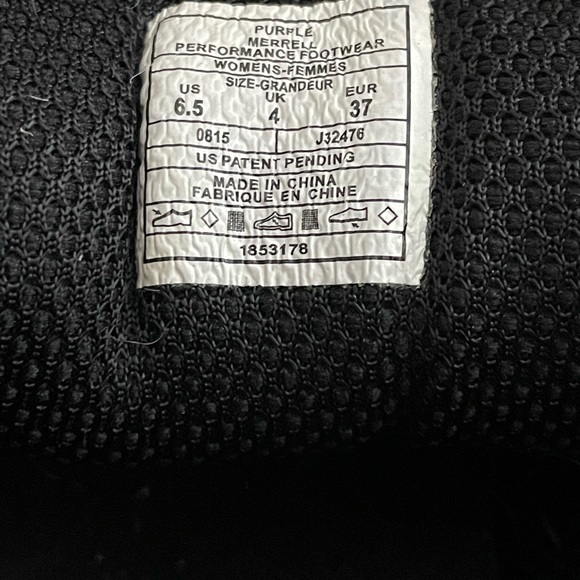 PURPLE
MERRELL
PERFORMANCE FOOTWEAR
WOMENS-FEMMES
SIZE-GRANDEUR
US UK EUR
6.5 4 37
0815 J32476
US PATENT PENDING
MADE IN CHINA
FABRIQUE EN CHINE
1853178